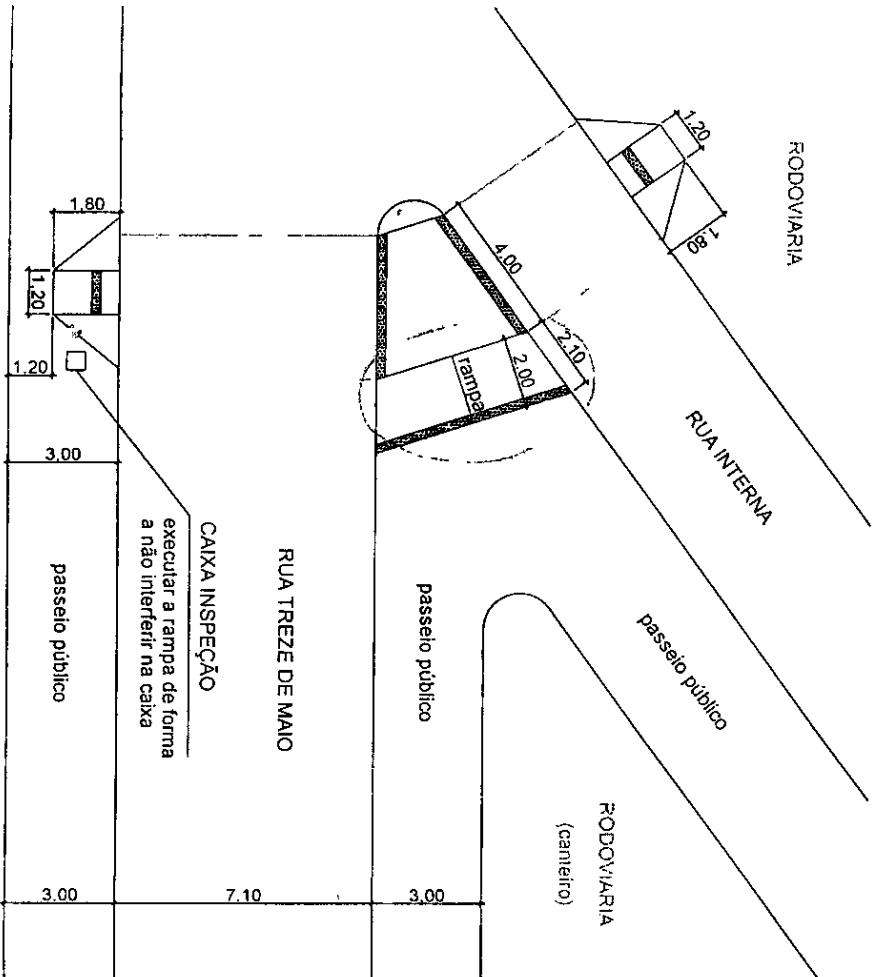 RODOVIARIA
1.20
1.80
RUA INTERNA
passeio público
4.00
2.10
2.00
rampa
RODOVIARIA
(canteiro)
passeio público
3,00
RUA TREZE DE MAIO
7.10
CAIXA INSPEÇÃO
executar a rampa de forma
a não interferir na caixa
1,80
1.20
1.20
3,00
passeio público
3.00